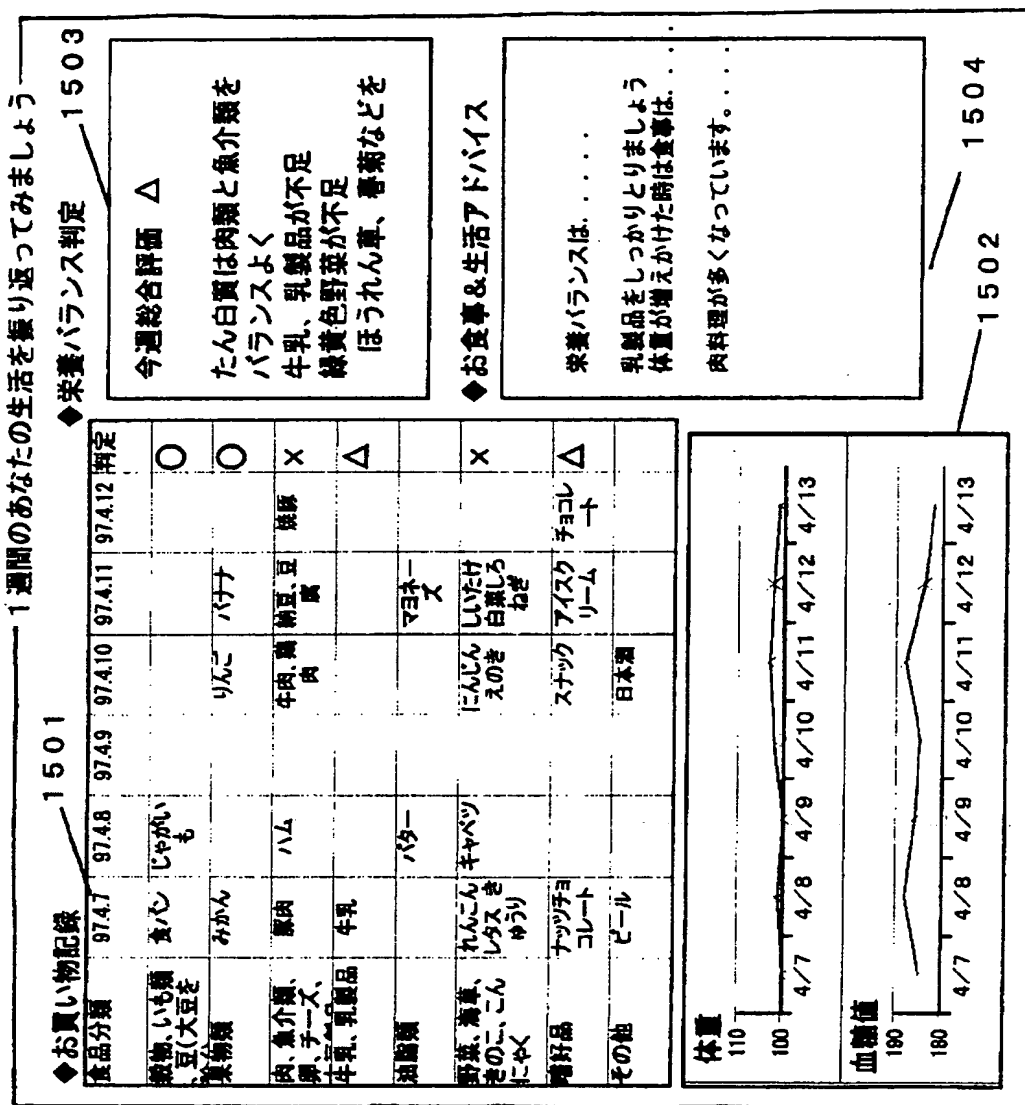 1週間のあなたの生活を振り返ってみましょう
◆お買い物記録
1501
食品分類 97.4.7 97.4.8 97.4.9 97.4.10 97.4.11 97.4.12 判定
穀物、いも類
、豆(大豆を
食パン じゃがい
も
○
果物類 みかん りんご バナナ ○
肉、魚介類、
卵、チーズ、
豚肉 ハム 牛肉、鶏
肉
納豆、豆
腐
焼豚 ×
牛乳、乳製品 牛乳 △
油脂類 バター マヨネー
ズ
野菜、海草、
きのこ、こん
にゃく
れんこん
レタス き
ゅうり
キャベツ にんじん
えのき
しいたけ
白菜しろ
ねぎ
×
嗜好品 ナッツチョ
コレート
スナック アイスク
リーム
チョコレ
ート
△
その他 ビール 日本酒
◆栄養バランス判定
1503
今週総合評価 △
たん白質は肉類と魚介類を
バランスよく
牛乳、乳製品が不足
緑黄色野菜が不足
ほうれん草、春菊などを
体重
110
100
4/7 4/8 4/9 4/10 4/11 4/12 4/13
血糖値
190
180
4/7 4/8 4/9 4/10 4/11 4/12 4/13
1502
◆お食事&生活アドバイス
栄養バランスは.....
乳製品をしっかりとりましょう
体重が増えかけた時は食事は.....
肉料理が多くなっています。....
1504